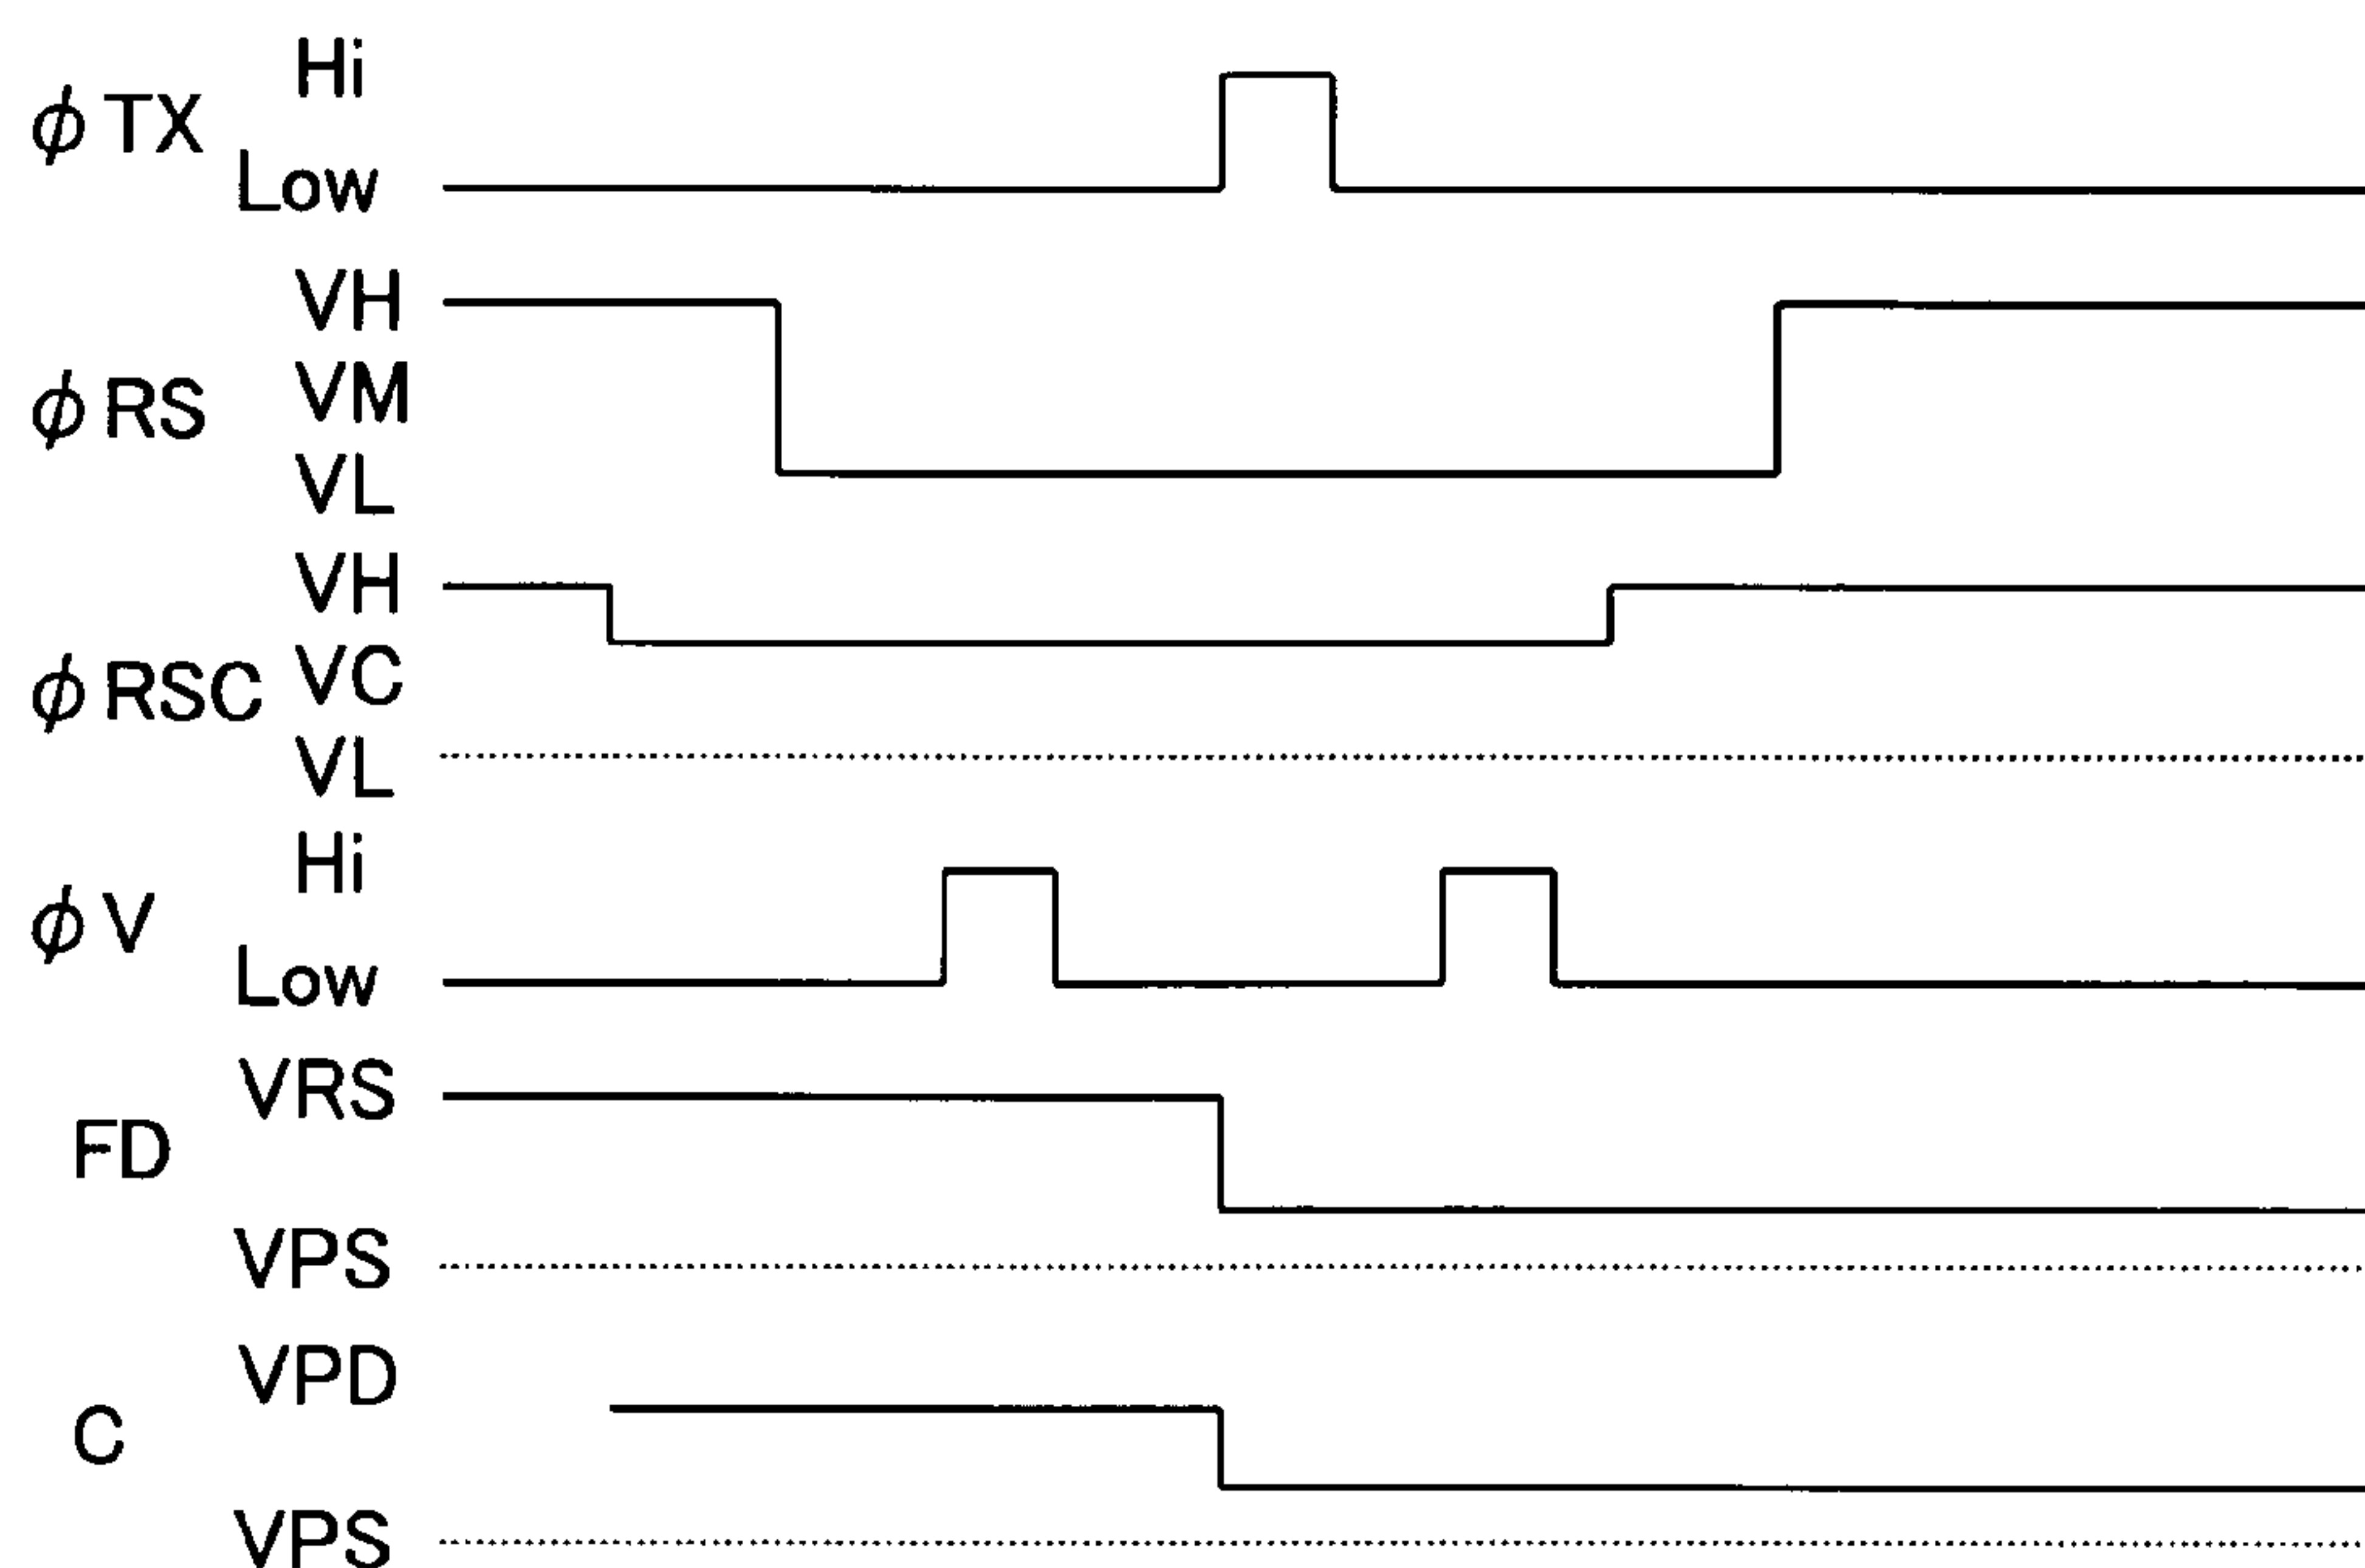 Hi
φTX
Low
VH
φRS VM
VL
VH
φRSC VC
VL
Hi
φV
Low
VRS
FD
VPS
VPD
C
VPS